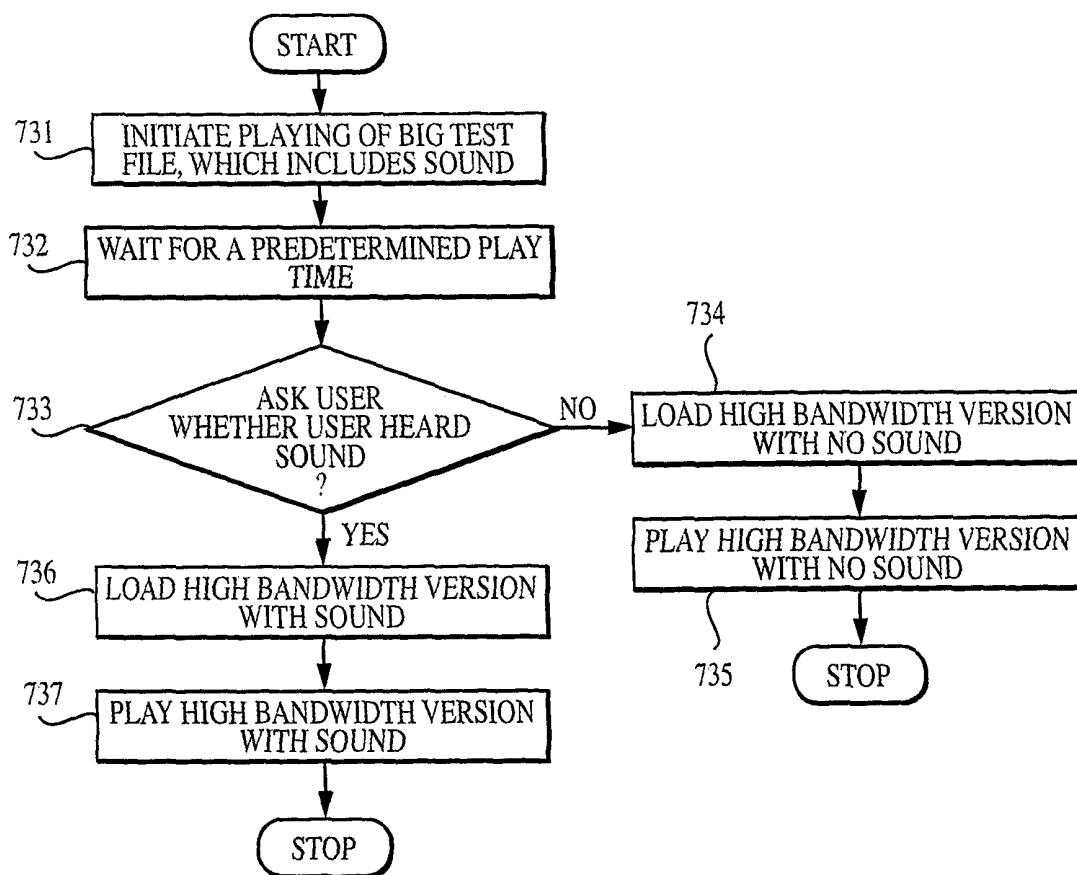 START
731
INITIATE PLAYING OF BIG TEST
FILE, WHICH INCLUDES SOUND
732
WAIT FOR A PREDETERMINED PLAY
TIME
733
ASK USER
WHETHER USER HEARD
SOUND
?
NO
734
LOAD HIGH BANDWIDTH VERSION
WITH NO SOUND
PLAY HIGH BANDWIDTH VERSION
WITH NO SOUND
735
STOP
YES
736
LOAD HIGH BANDWIDTH VERSION
WITH SOUND
737
PLAY HIGH BANDWIDTH VERSION
WITH SOUND
STOP